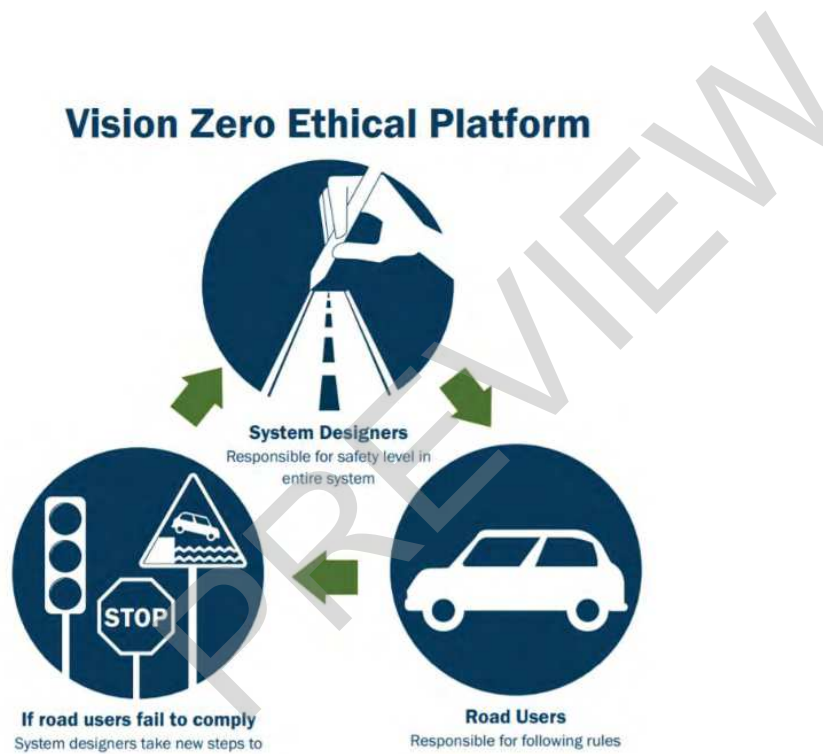 Vision Zero Ethical Platform
System Designers
Responsible for safety level in
entire system
STOP
If road users fail to comply
System designers take new steps to
Road Users
Responsible for following rules
PREVIEW